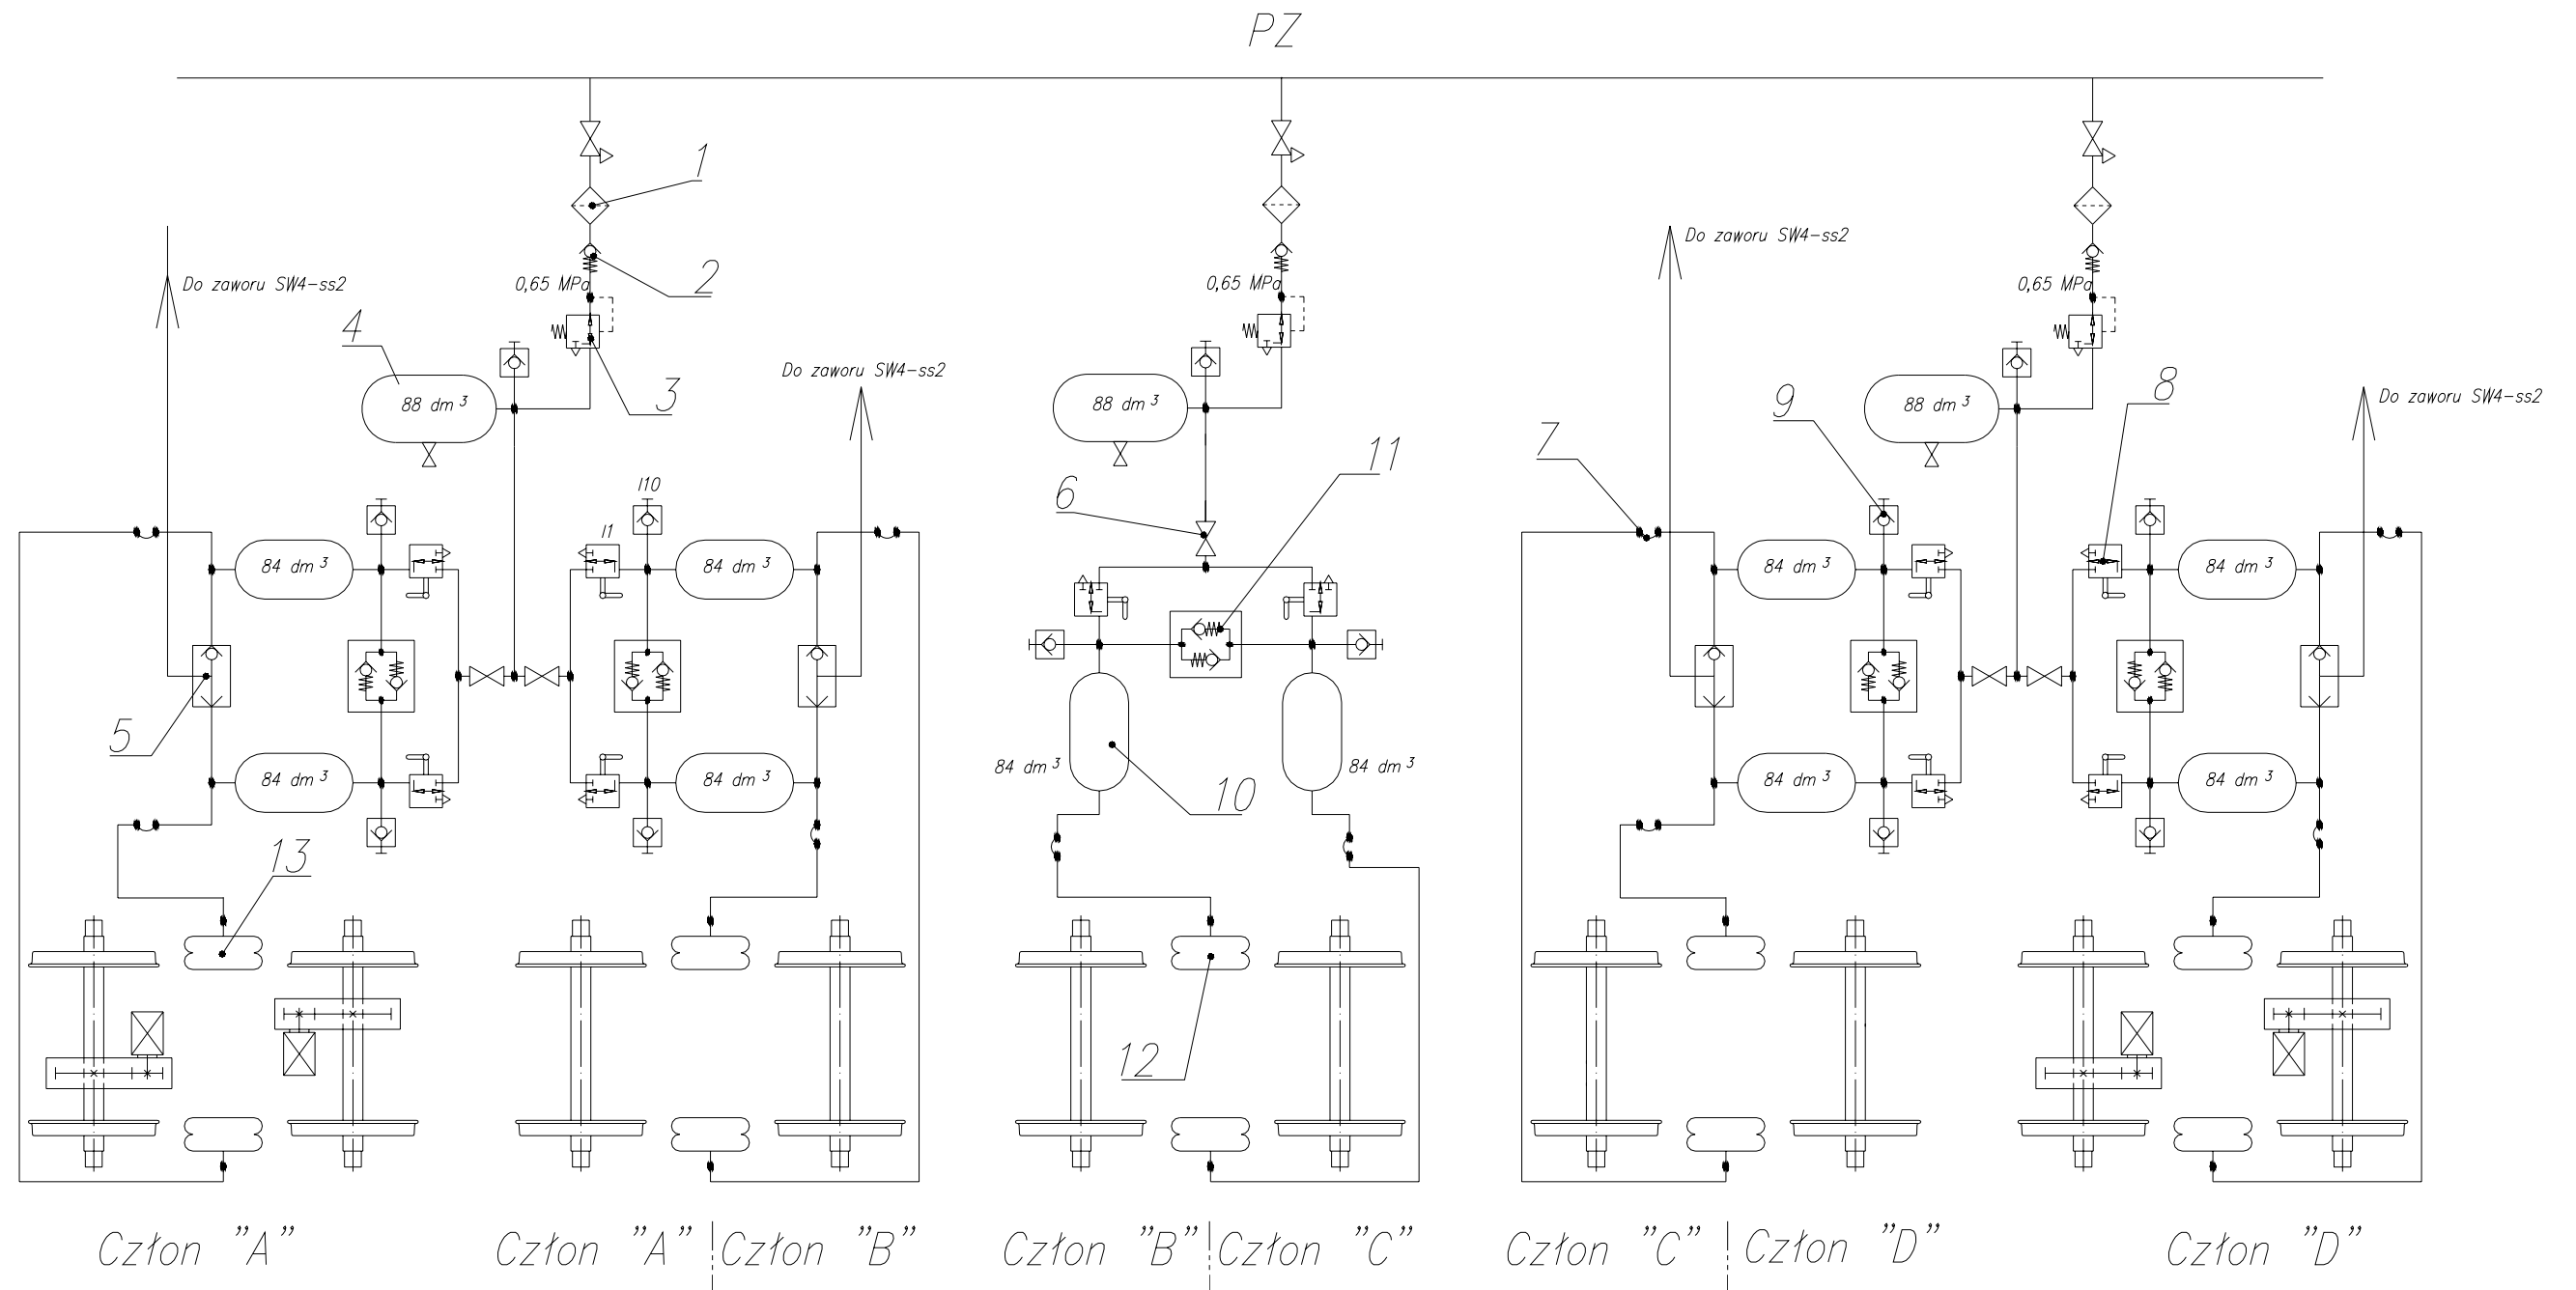 PZ
1
2
0,65 MPa
0,65 MPa
0,65 MPa
Do zaworu SW4-ss2
Do zaworu SW4-ss2
Do zaworu SW4-ss2
Do zaworu SW4-ss2
4
3
88 dm 3
88 dm 3
88 dm 3
9
8
7
11
6
I10
I1
84 dm 3
84 dm 3
84 dm 3
84 dm 3
5
84 dm 3
84 dm 3
84 dm 3
84 dm 3
84 dm 3
84 dm 3
10
13
12
Człon "A"
Człon "A"
Człon "B"
Człon "B"
Człon "C"
Człon "C"
Człon "D"
Człon "D"